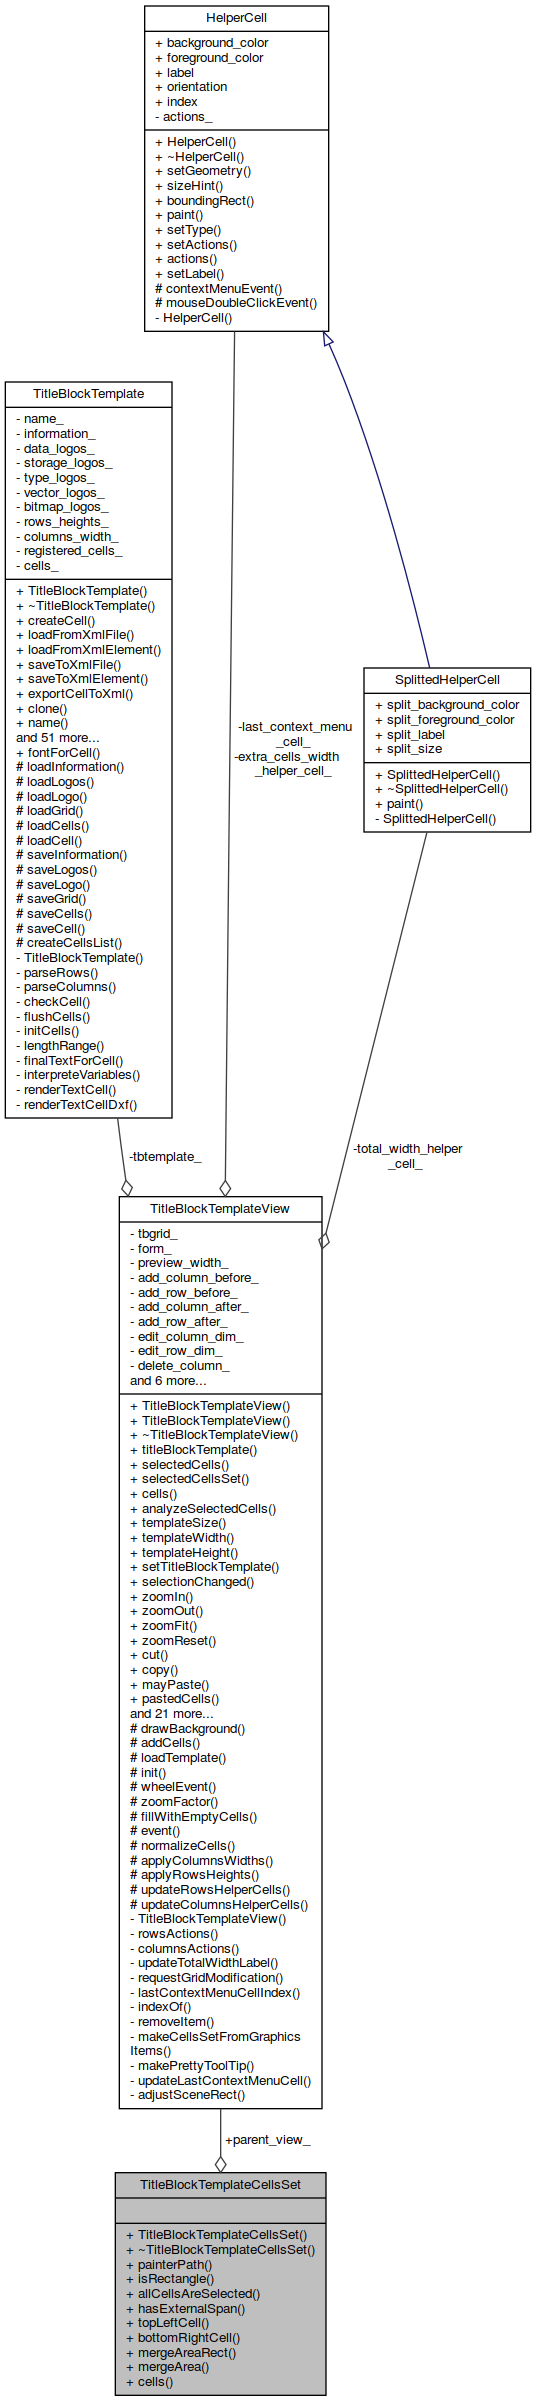 HelperCell
+ background_color
+ foreground_color
+ label
+ orientation
+ index
- actions_
+ HelperCell()
+ ~HelperCell()
+ setGeometry()
+ sizeHint()
+ boundingRect()
+ paint()
+ setType()
+ setActions()
+ actions()
+ setLabel()
# contextMenuEvent()
# mouseDoubleClickEvent()
- HelperCell()
TitleBlockTemplate
- name_
- information_
- data_logos_
- storage_logos_
- type_logos_
- vector_logos_
- bitmap_logos_
- rows_heights_
- columns_width_
- registered_cells_
- cells_
+ TitleBlockTemplate()
+ ~TitleBlockTemplate()
+ createCell()
+ loadFromXmlFile()
+ loadFromXmlElement()
+ saveToXmlFile()
+ saveToXmlElement()
+ exportCellToXml()
+ clone()
+ name()
and 51 more...
+ fontForCell()
# loadInformation()
# loadLogos()
# loadLogo()
# loadGrid()
# loadCells()
# loadCell()
# saveInformation()
# saveLogos()
# saveLogo()
# saveGrid()
# saveCells()
# saveCell()
# createCellsList()
- TitleBlockTemplate()
- parseRows()
- parseColumns()
- checkCell()
- flushCells()
- initCells()
- lengthRange()
- finalTextForCell()
- interpreteVariables()
- renderTextCell()
- renderTextCellDxf()
SplittedHelperCell
+ split_background_color
+ split_foreground_color
+ split_label
+ split_size
+ SplittedHelperCell()
+ ~SplittedHelperCell()
+ paint()
- SplittedHelperCell()
-last_context_menu
_cell_
-extra_cells_width
_helper_cell_
-tbtemplate_
-total_width_helper
_cell_
TitleBlockTemplateView
- tbgrid_
- form_
- preview_width_
- add_column_before_
- add_row_before_
- add_column_after_
- add_row_after_
- edit_column_dim_
- edit_row_dim_
- delete_column_
and 6 more...
+ TitleBlockTemplateView()
+ TitleBlockTemplateView()
+ ~TitleBlockTemplateView()
+ titleBlockTemplate()
+ selectedCells()
+ selectedCellsSet()
+ cells()
+ analyzeSelectedCells()
+ templateSize()
+ templateWidth()
+ templateHeight()
+ setTitleBlockTemplate()
+ selectionChanged()
+ zoomIn()
+ zoomOut()
+ zoomFit()
+ zoomReset()
+ cut()
+ copy()
+ mayPaste()
+ pastedCells()
and 21 more...
# drawBackground()
# addCells()
# loadTemplate()
# init()
# wheelEvent()
# zoomFactor()
# fillWithEmptyCells()
# event()
# normalizeCells()
# applyColumnsWidths()
# applyRowsHeights()
# updateRowsHelperCells()
# updateColumnsHelperCells()
- TitleBlockTemplateView()
- rowsActions()
- columnsActions()
- updateTotalWidthLabel()
- requestGridModification()
- lastContextMenuCellIndex()
- indexOf()
- removeItem()
- makeCellsSetFromGraphics
Items()
- makePrettyToolTip()
- updateLastContextMenuCell()
- adjustSceneRect()
+parent_view_
TitleBlockTemplateCellsSet
+ TitleBlockTemplateCellsSet()
+ ~TitleBlockTemplateCellsSet()
+ painterPath()
+ isRectangle()
+ allCellsAreSelected()
+ hasExternalSpan()
+ topLeftCell()
+ bottomRightCell()
+ mergeAreaRect()
+ mergeArea()
+ cells()